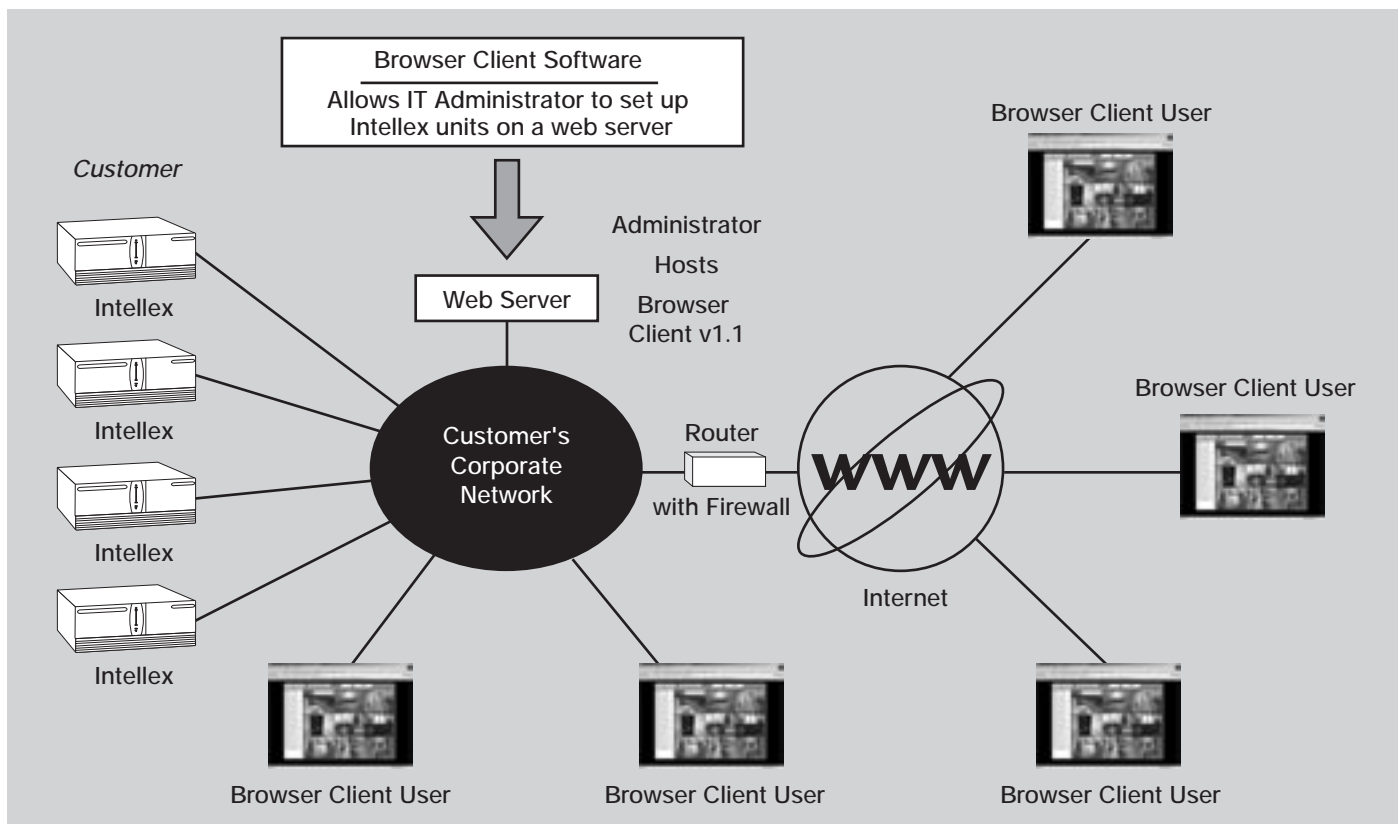 Browser Client Software
Allows IT Administrator to set up
Intellex units on a web server
Customer
Intellex
Intellex
Intellex
Intellex
Web Server
Administrator
Hosts
Browser
Client v1.1
Customer's
Corporate
Network
Router
with Firewall
WWW
Internet
Browser Client User
Browser Client User
Browser Client User
Browser Client User
Browser Client User